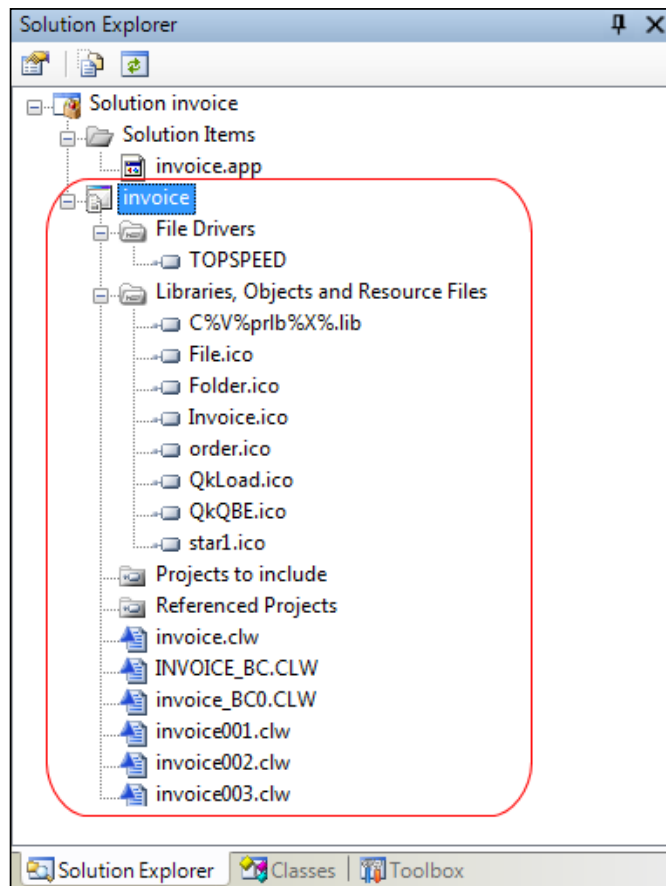 Solution Explorer
Solution invoice
Solution Items
invoice.app
invoice
File Drivers
TOPSPEED
Libraries, Objects and Resource Files
C%V%prlb%X%.lib
File.ico
Folder.ico
Invoice.ico
order.ico
QkLoad.ico
QkQBE.ico
star1.ico
Projects to include
Referenced Projects
invoice.clw
INVOICE_BC.CLW
invoice_BC0.CLW
invoice001.clw
invoice002.clw
invoice003.clw
Solution Explorer Classes Toolbox